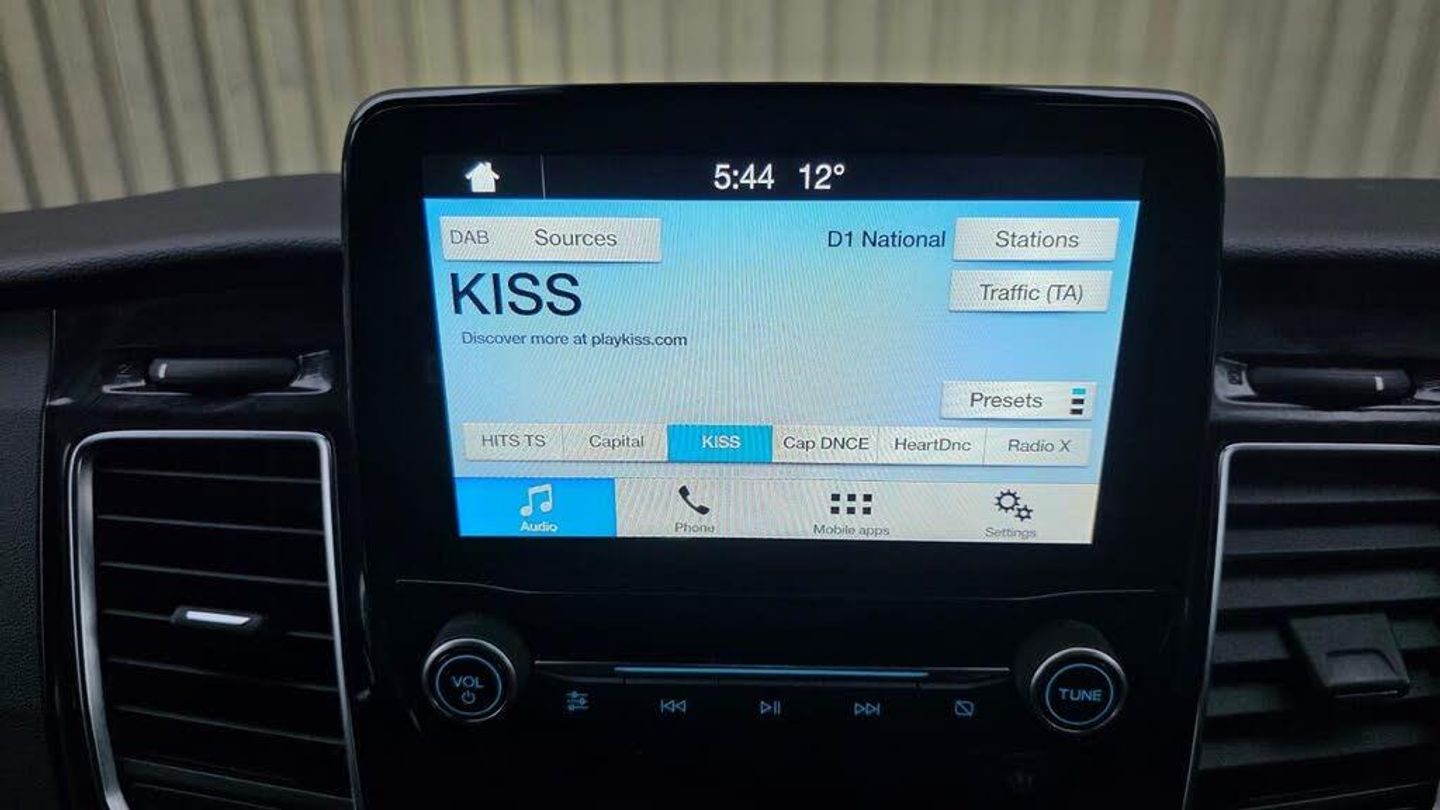 5:44 12°
DAB Sources
D1 National
Stations
KISS
Traffic (TA)
Discover more at playkiss.com
Presets
HITS TS
Capital
KISS
Cap DNCE
HeartDnc
Radio X
Audio
Phone
Mobile apps
Settings
VOL
TUNE